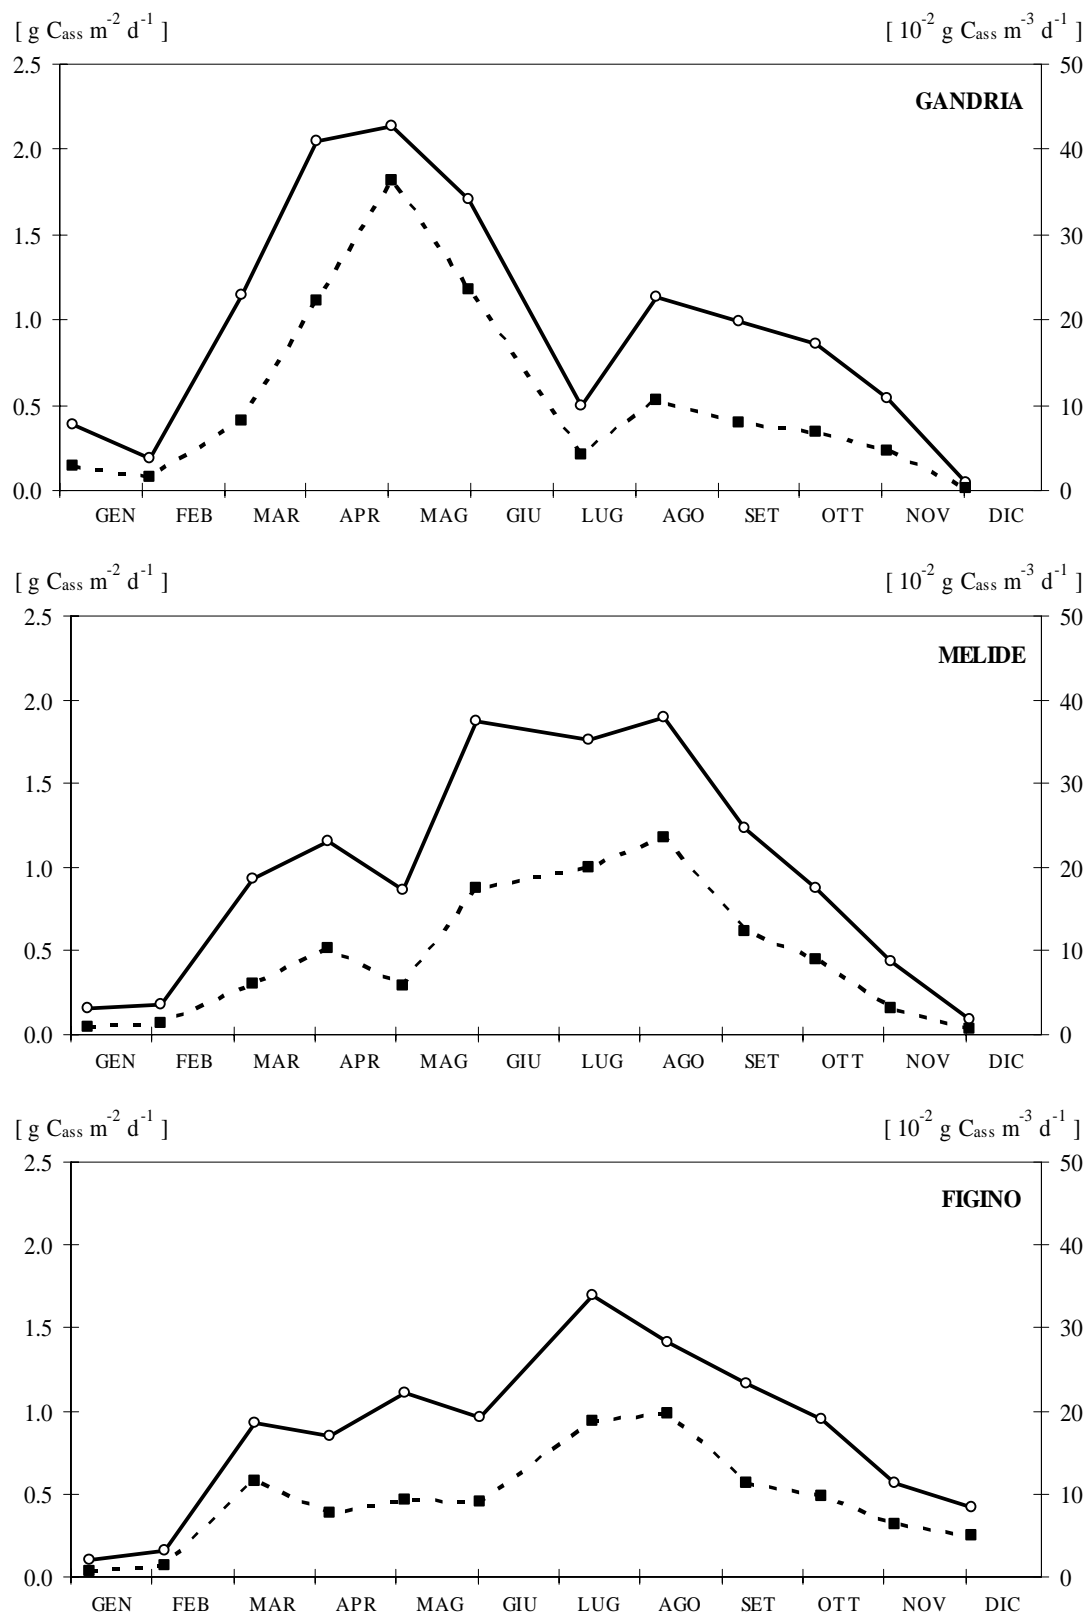 [ g Cass m-2 d-1 ] [ 10-2 g Cass m-3 d-1 ]
2.5 50
GANDRIA
2.0 40
1.5 30
1.0 20
0.5 10
0.0 0
GEN FEB MAR APR MAG GIU LUG AGO SET OTT NOV DIC
[ g Cass m-2 d-1 ] [ 10-2 g Cass m-3 d-1 ]
2.5 50
MELIDE
2.0 40
1.5 30
1.0 20
0.5 10
0.0 0
GEN FEB MAR APR MAG GIU LUG AGO SET OTT NOV DIC
[ g Cass m-2 d-1 ] [ 10-2 g Cass m-3 d-1 ]
2.5 50
FIGINO
2.0 40
1.5 30
1.0 20
0.5 10
0.0 0
GEN FEB MAR APR MAG GIU LUG AGO SET OTT NOV DIC